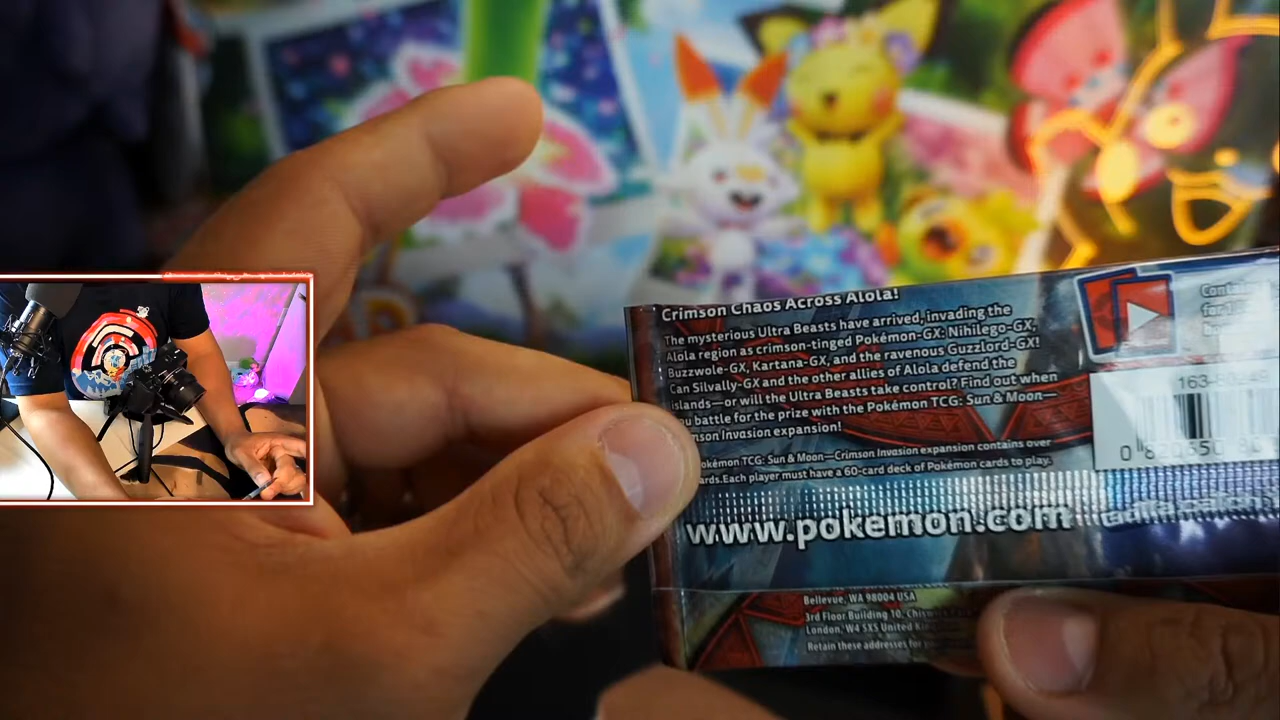 Crimson Chaos Across Alola!
The mysterious Ultra Beasts have arrived, invading the
Alola region as crimson-tinged Pokémon-GX: Nihilego-GX,
Buzzwole-GX, Kartana-GX, and the ravenous Guzzlord-GX!
Can Silvally-GX and the other allies of Alola defend the
islands—or will the Ultra Beasts take control? Find out when
battle for the prize with the Pokémon TCG: Sun & Moon—
Invasion expansion!
TCG: Sun & Moon—Crimson Invasion expansion contains over
Each player must have a 60-card deck of Pokémon cards to play.
www.pokemon.com
Bellevue, WA 98004 USA
3rd Floor Building 10,
London, W4 5XS United
Retain these addresses for